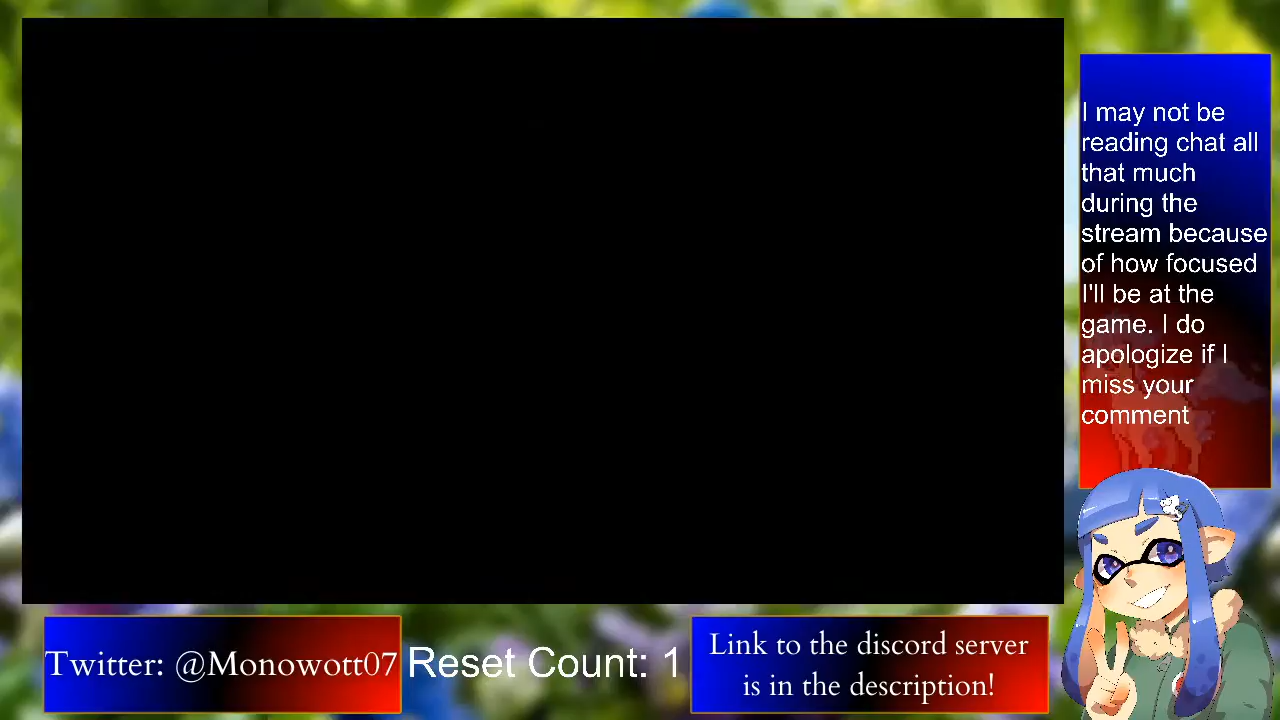 I may not be
reading chat all
that much
during the
stream because
of how focused
I'll be at the
game. I do
apologize if I
miss your
comment
Twitter: @Monowott07
Reset Count: 1
Link to the discord server
is in the description!